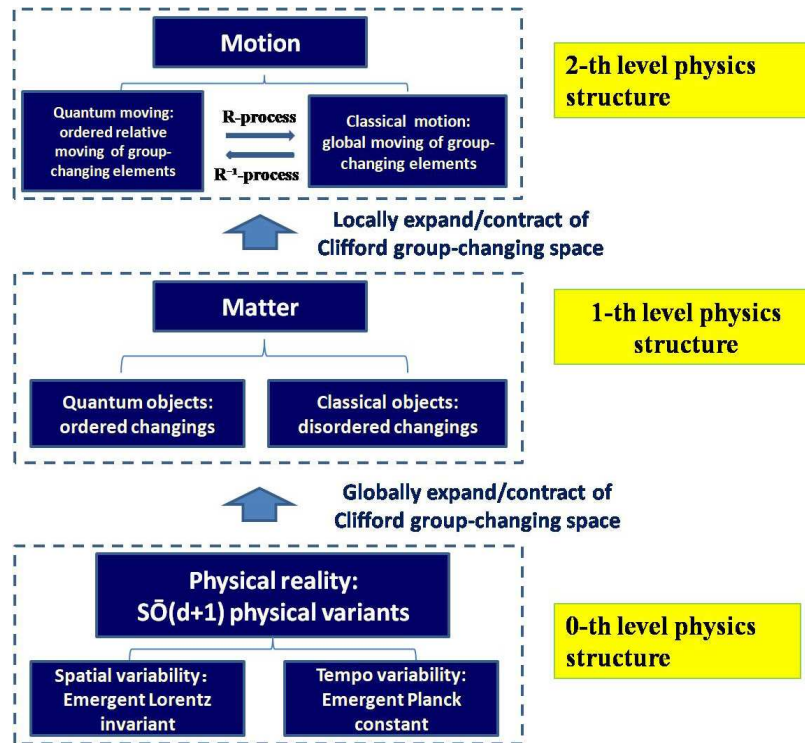 Motion
2-th level physics
structure
Quantum moving:
ordered relative
moving of group-
changing elements
R-process
R⁻¹-process
Classical motion:
global moving of group-
changing elements
Locally expand/contract of
Clifford group-changing space
Matter
1-th level physics
structure
Quantum objects:
ordered changings
Classical objects:
disordered changings
Globally expand/contract of
Clifford group-changing space
Physical reality:
SŌ(d+1) physical variants
0-th level physics
structure
Spatial variability：
Emergent Lorentz
invariant
Tempo variability:
Emergent Planck
constant